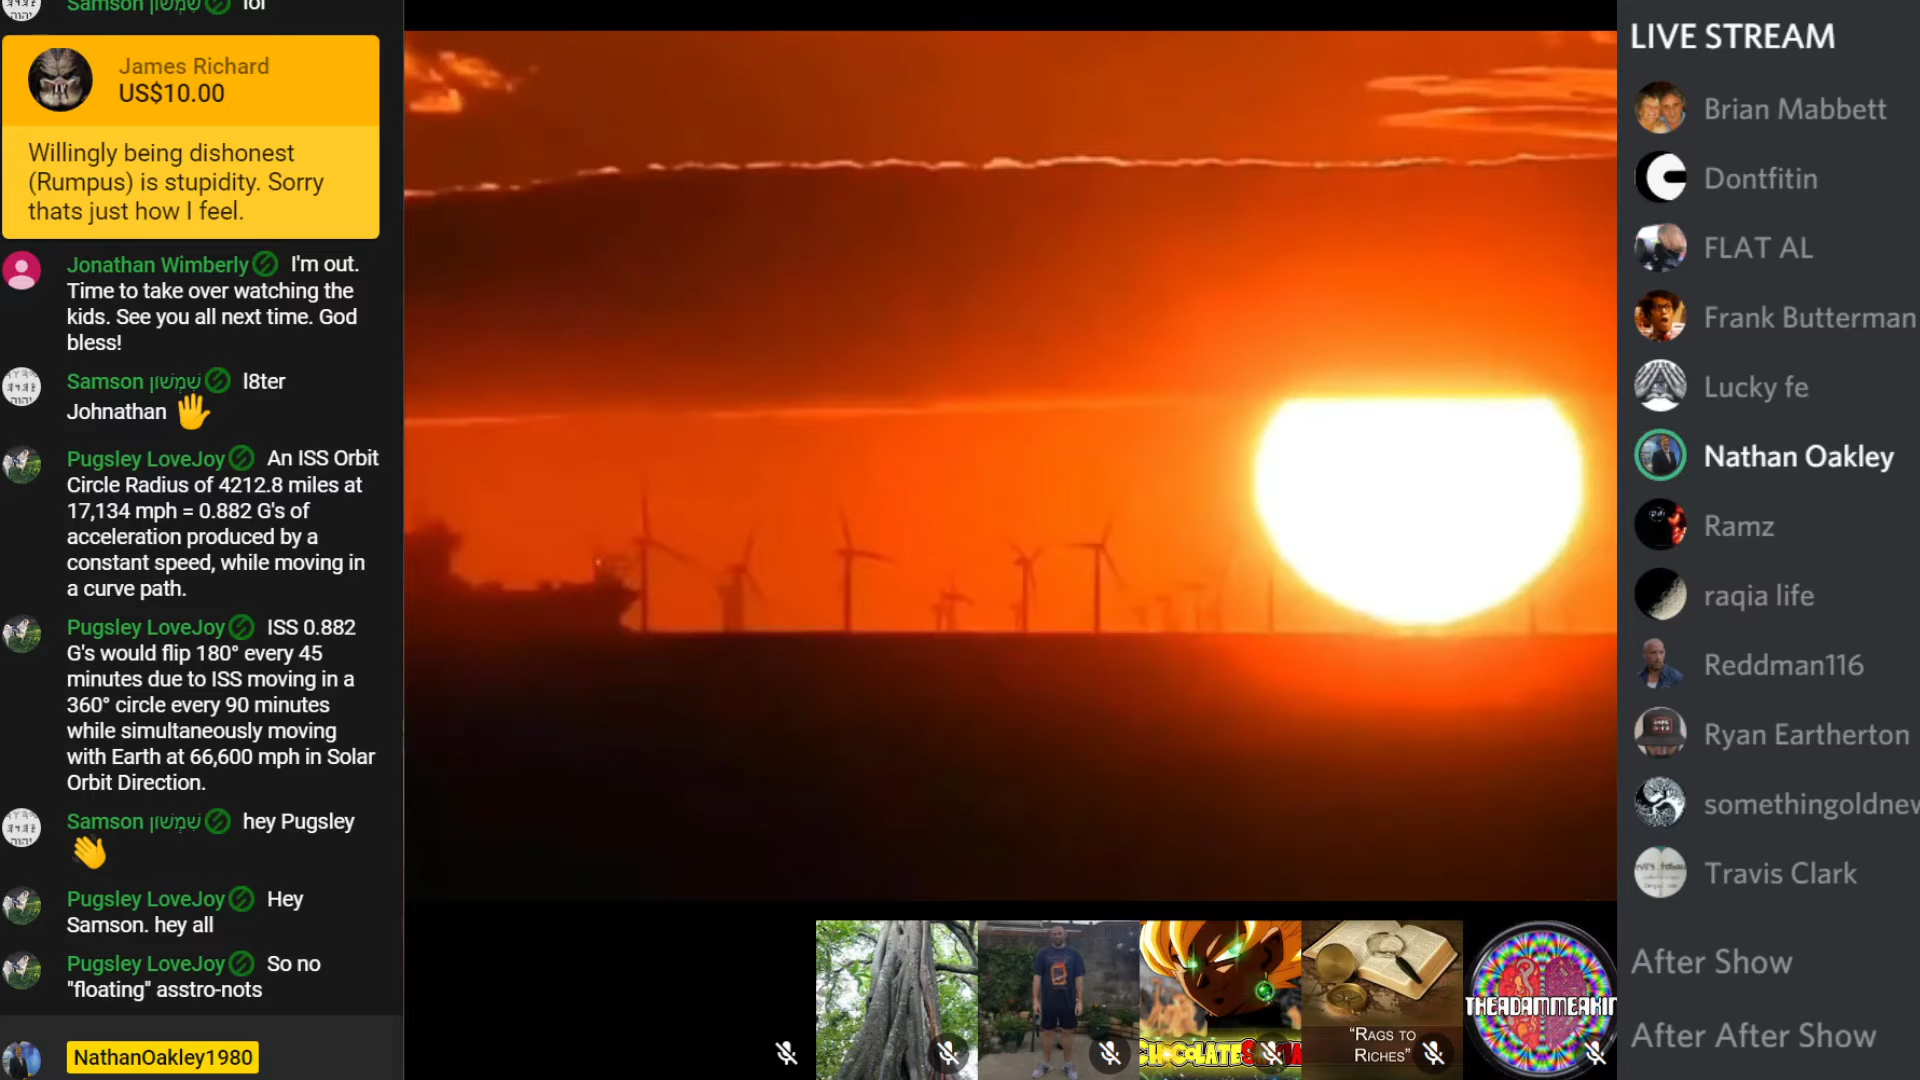 Samson שִׁמְשׁוֹן lol
James Richard
US$10.00
Willingly being dishonest
(Rumpus) is stupidity. Sorry
thats just how I feel.
Jonathan Wimberly I'm out.
Time to take over watching the
kids. See you all next time. God
bless!
Samson שִׁמְשׁוֹן l8ter
Johnathan 🖐
Pugsley LoveJoy An ISS Orbit
Circle Radius of 4212.8 miles at
17,134 mph = 0.882 G's of
acceleration produced by a
constant speed, while moving in
a curve path.
Pugsley LoveJoy ISS 0.882
G's would flip 180° every 45
minutes due to ISS moving in a
360° circle every 90 minutes
while simultaneously moving
with Earth at 66,600 mph in Solar
Orbit Direction.
Samson שִׁמְשׁוֹן hey Pugsley
👋
Pugsley LoveJoy Hey
Samson. hey all
Pugsley LoveJoy So no
"floating" asstro-nots
NathanOakley1980
"RAGS TO
RICHES"
THEADAMMEAKIN
LIVE STREAM
Brian Mabbett
Dontfitin
FLAT AL
Frank Butterman
Lucky fe
Nathan Oakley
Ramz
raqia life
Reddman116
Ryan Eartherton
somethingoldnew
Travis Clark
After Show
After After Show